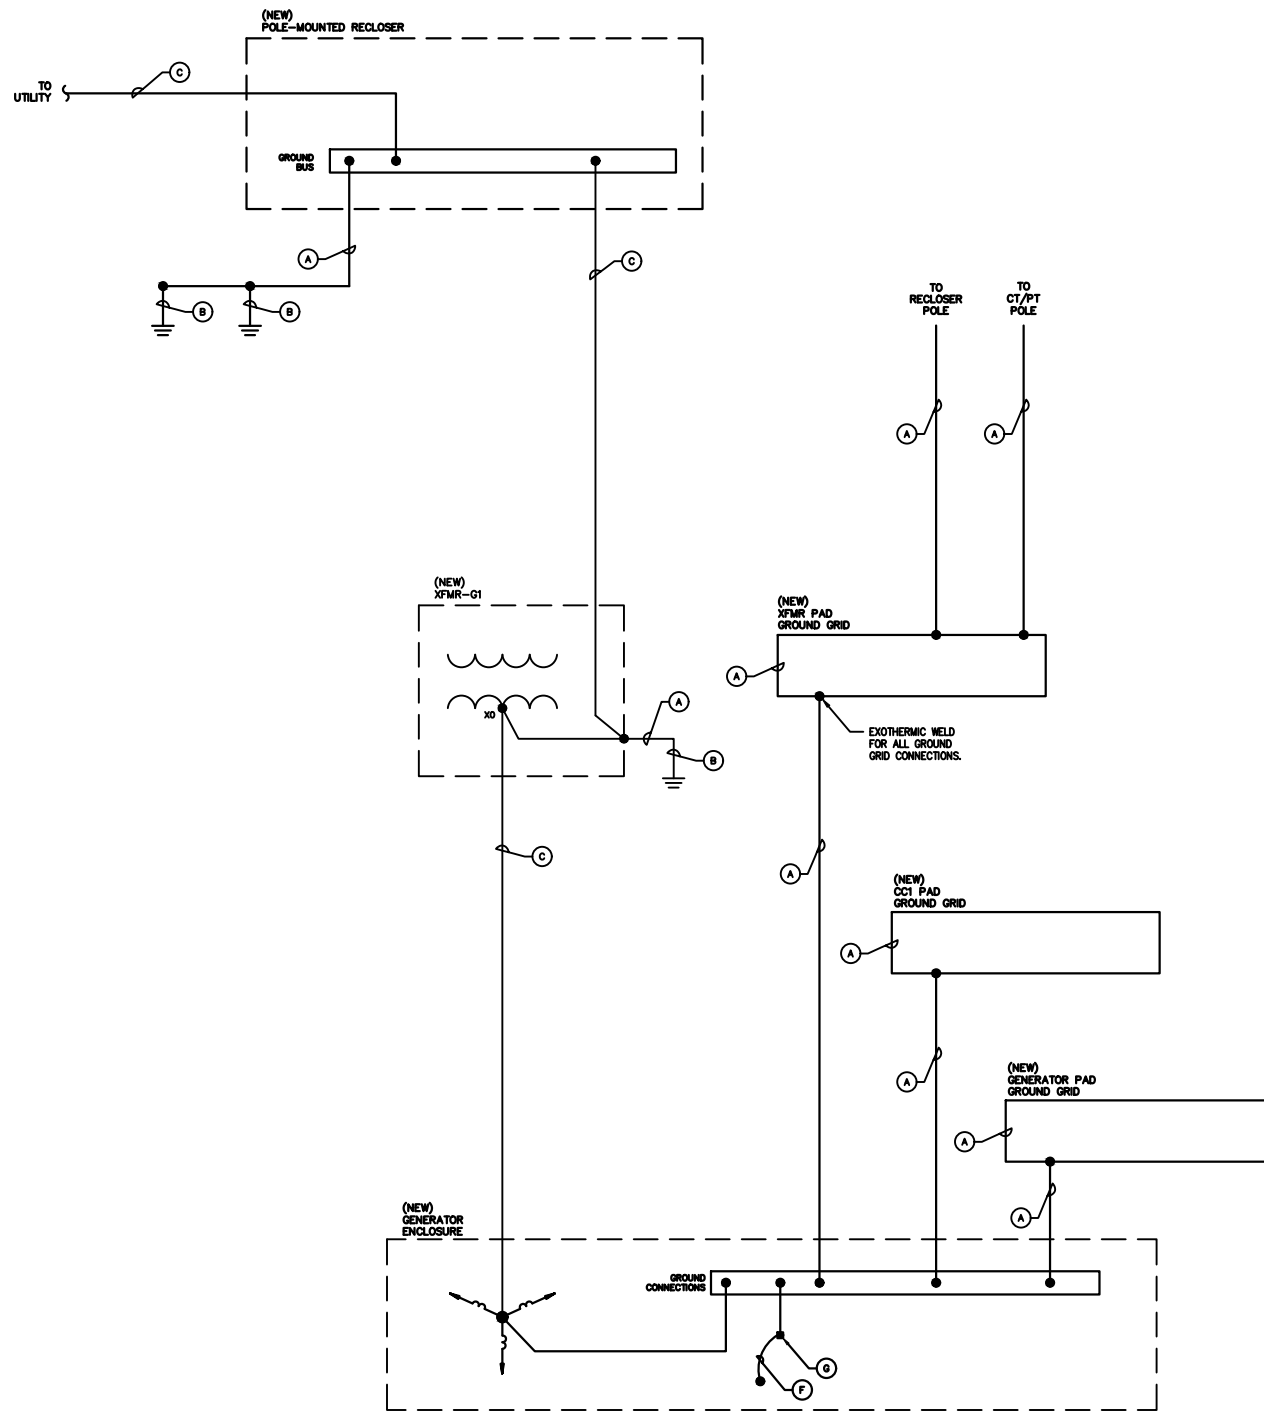 (NEW)
POLE-MOUNTED RECLOSER
C
TO
UTILITY
GROUND
BUS
A
C
B
B
TO
RECLOSER
POLE
TO
CT/PT
POLE
A
A
(NEW)
XFMR-G1
(NEW)
XFMR PAD
GROUND GRID
A
A
XO
B
EXOTHERMIC WELD
FOR ALL GROUND
GRID CONNECTIONS.
C
A
(NEW)
CC1 PAD
GROUND GRID
A
A
(NEW)
GENERATOR PAD
GROUND GRID
A
A
(NEW)
GENERATOR
ENCLOSURE
GROUND
CONNECTIONS
G
F